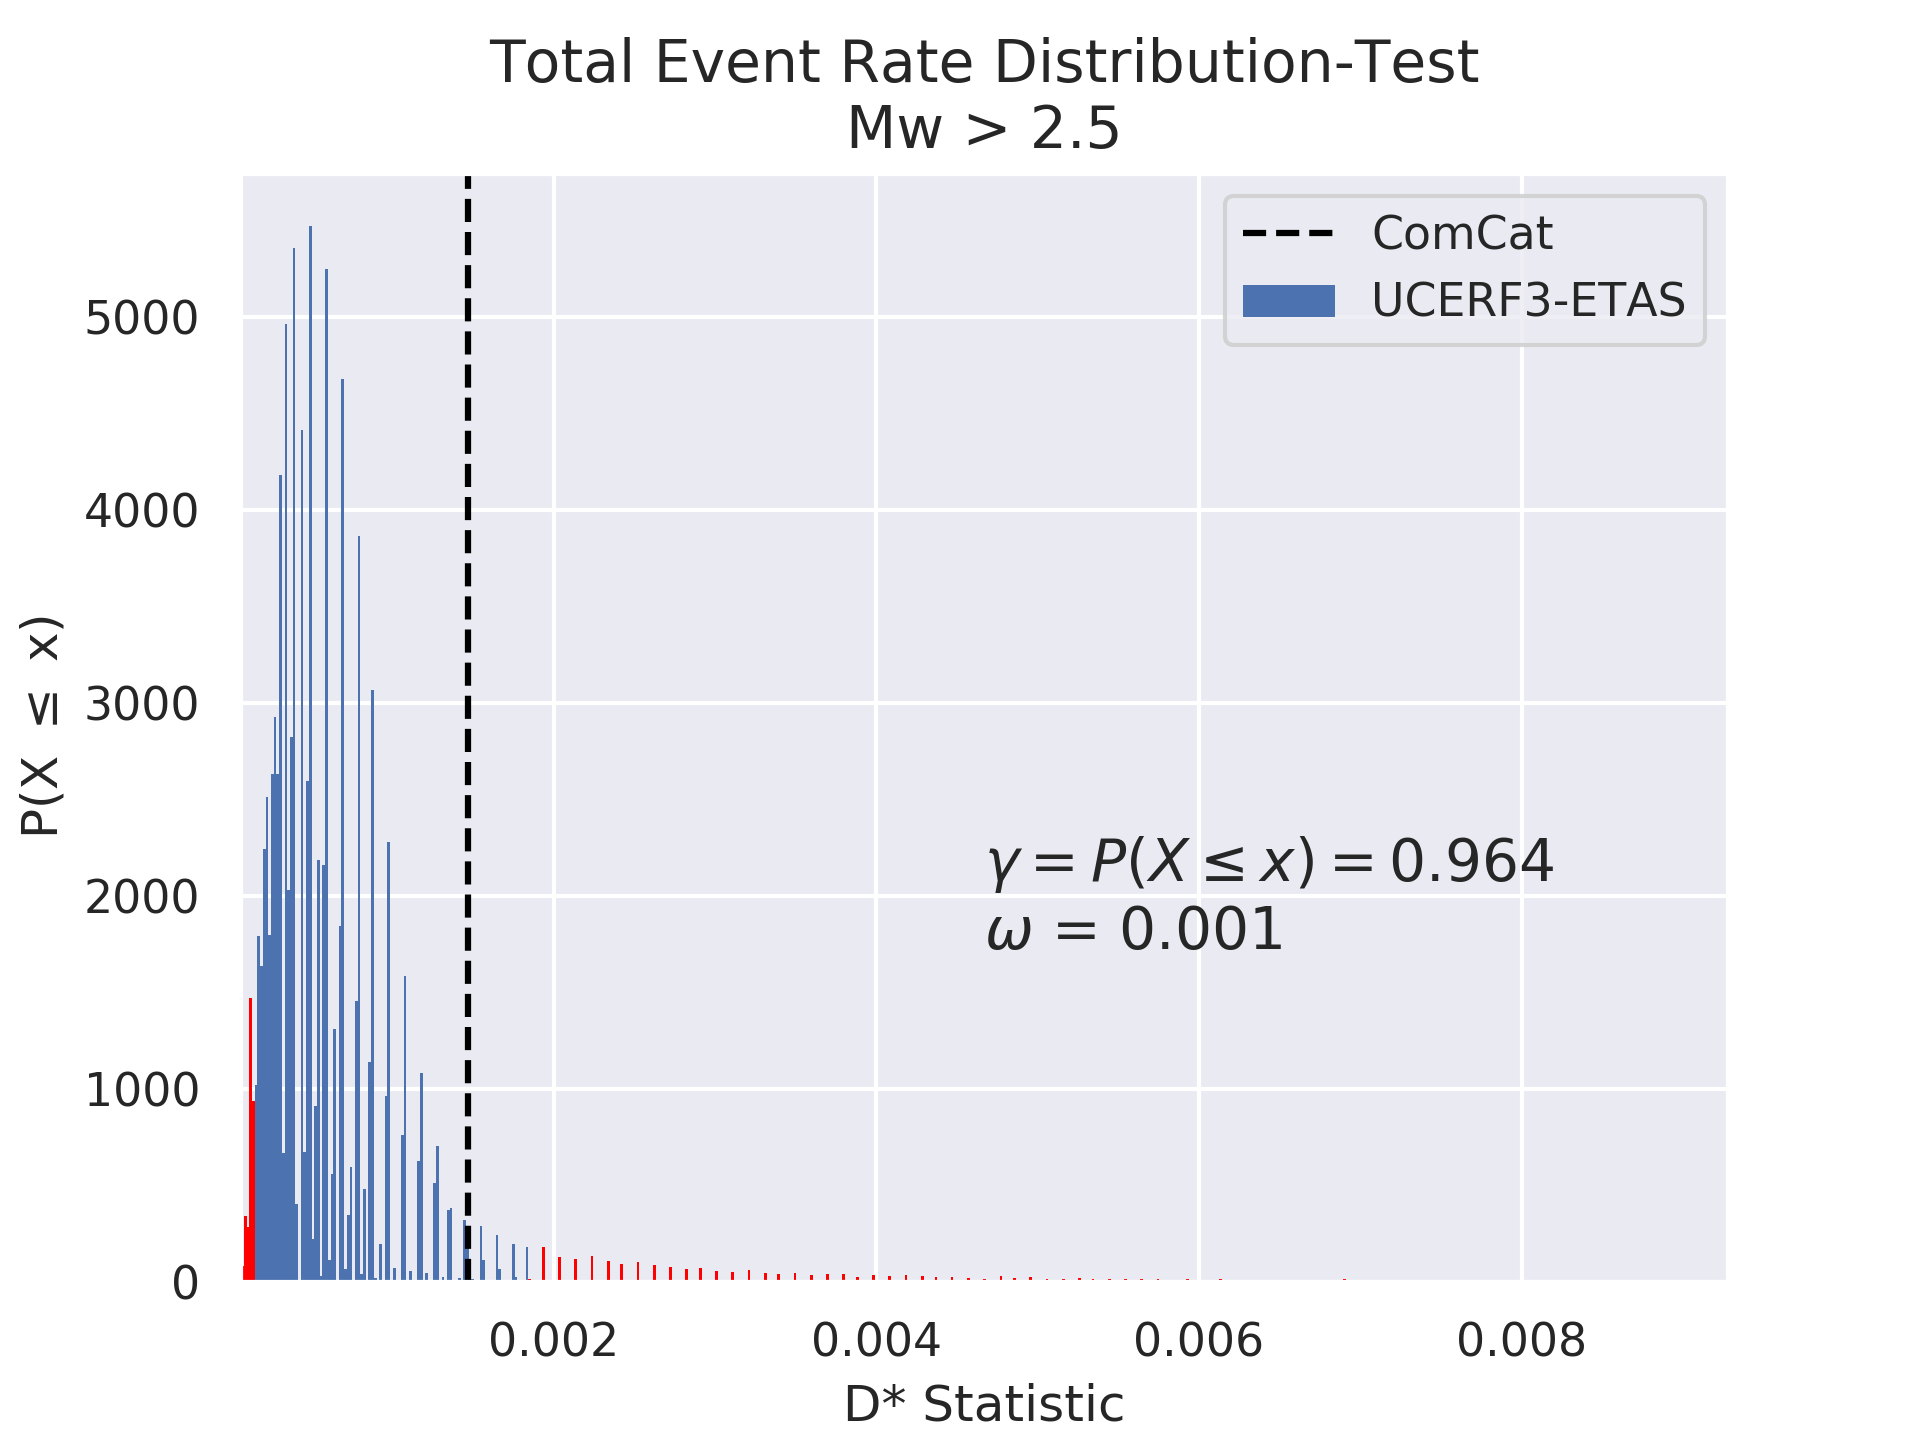 Total Event Rate Distribution-Test
Mw > 2.5
ComCat
UCERF3-ETAS
P(X ≤ x)
5000
4000
3000
2000
1000
0
γ = P(X ≤ x) = 0.964
ω = 0.001
0.002 0.004 0.006 0.008
D* Statistic